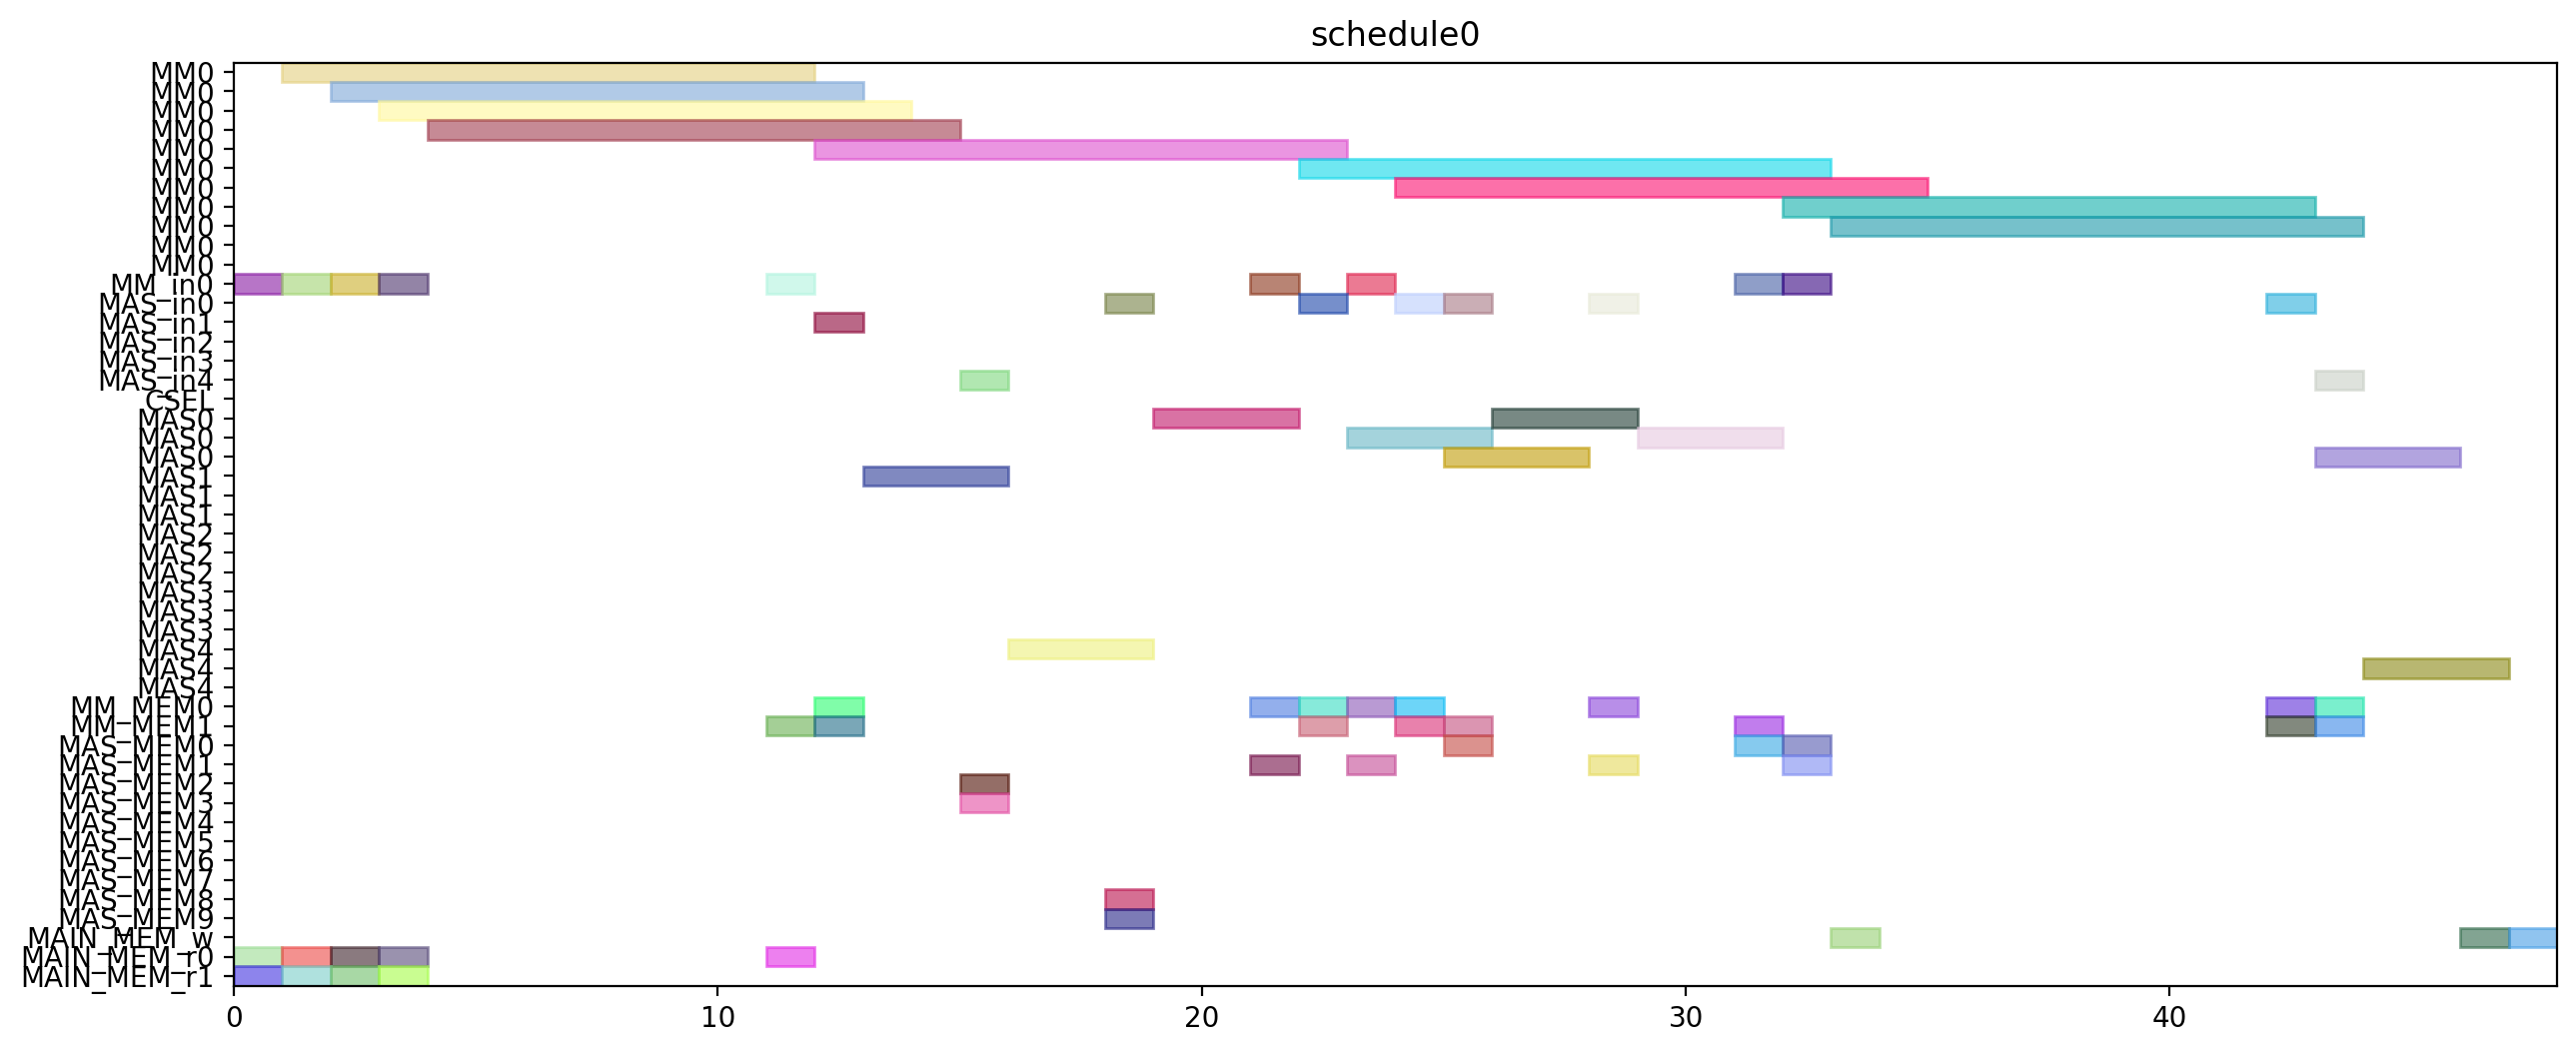 schedule0
MM0
MM0
MM0
MM0
MM0
MM0
MM0
MM0
MM0
MM0
MM0
MM_in0
MAS_in0
MAS_in1
MAS_in2
MAS_in3
MAS_in4
CSEL
MAS0
MAS0
MAS0
MAS1
MAS1
MAS1
MAS2
MAS2
MAS2
MAS3
MAS3
MAS3
MAS4
MAS4
MAS4
MM_MEM0
MM_MEM1
MAS_MEM0
MAS_MEM1
MAS_MEM2
MAS_MEM3
MAS_MEM4
MAS_MEM5
MAS_MEM6
MAS_MEM7
MAS_MEM8
MAS_MEM9
MAIN_MEM_w
MAIN_MEM_r0
MAIN_MEM_r1
0 10 20 30 40